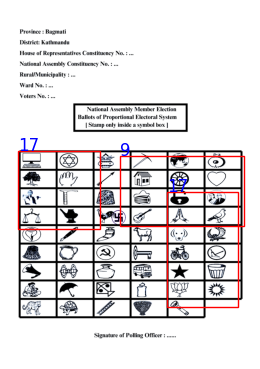 Province : Bagmati
District: Kathmandu
House of Representatives Constituency No. : ...
National Assembly Constituency No. : ...
Rural/Municipality : ...
Ward No. : ...
Voters No. : ...
National Assembly Member Election
Ballots of Proportional Electoral System
[ Stamp only inside a symbol box ]
17
9
Signature of Polling Officer : ......